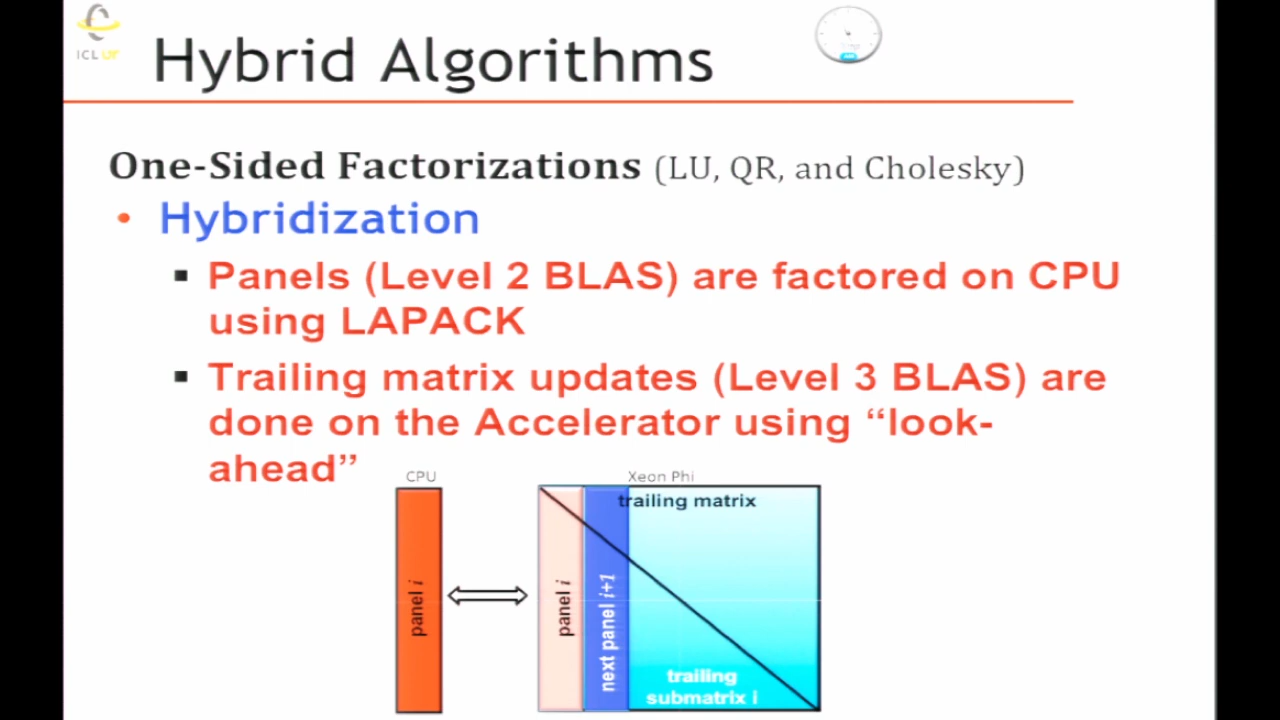 ICL UT
Hybrid Algorithms
One-Sided Factorizations (LU, QR, and Cholesky)
• Hybridization
▪ Panels (Level 2 BLAS) are factored on CPU
using LAPACK
▪ Trailing matrix updates (Level 3 BLAS) are
done on the Accelerator using “look-
ahead”
CPU
Xeon Phi
trailing matrix
panel i
panel i
next panel i+1
trailing
submatrix i